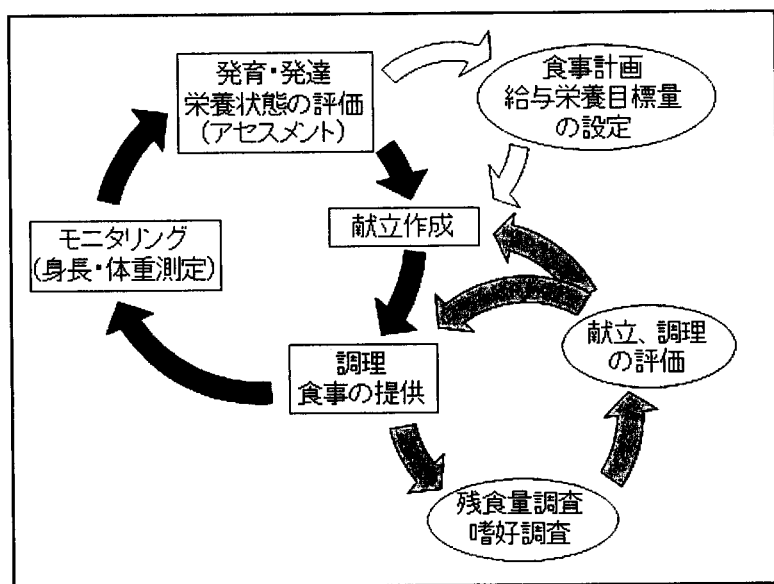 発育・発達
栄養状態の評価
(アセスメント)
食事計画
給与栄養目標量
の設定
献立作成
モニタリング
(身長・体重測定)
調理
食事の提供
献立、調理
の評価
残食量調査
嗜好調査